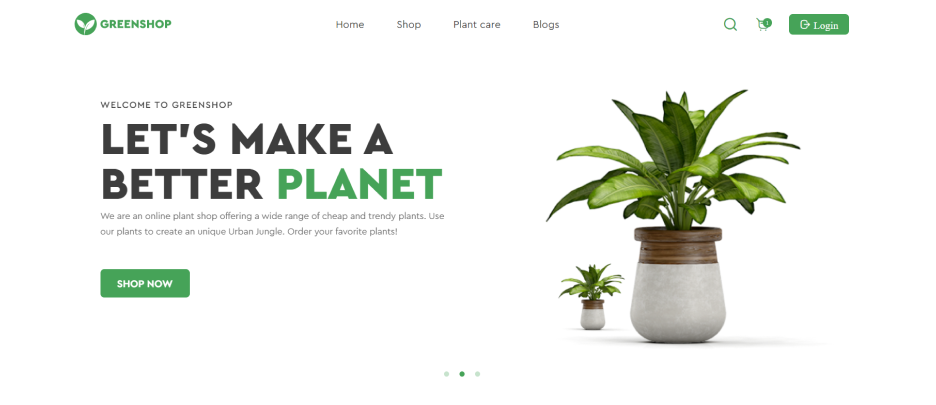 GREENSHOP
Home
Shop
Plant care
Blogs
1
Login
WELCOME TO GREENSHOP
LET'S MAKE A
BETTER PLANET
We are an online plant shop offering a wide range of cheap and trendy plants. Use
our plants to create an unique Urban Jungle. Order your favorite plants!
SHOP NOW